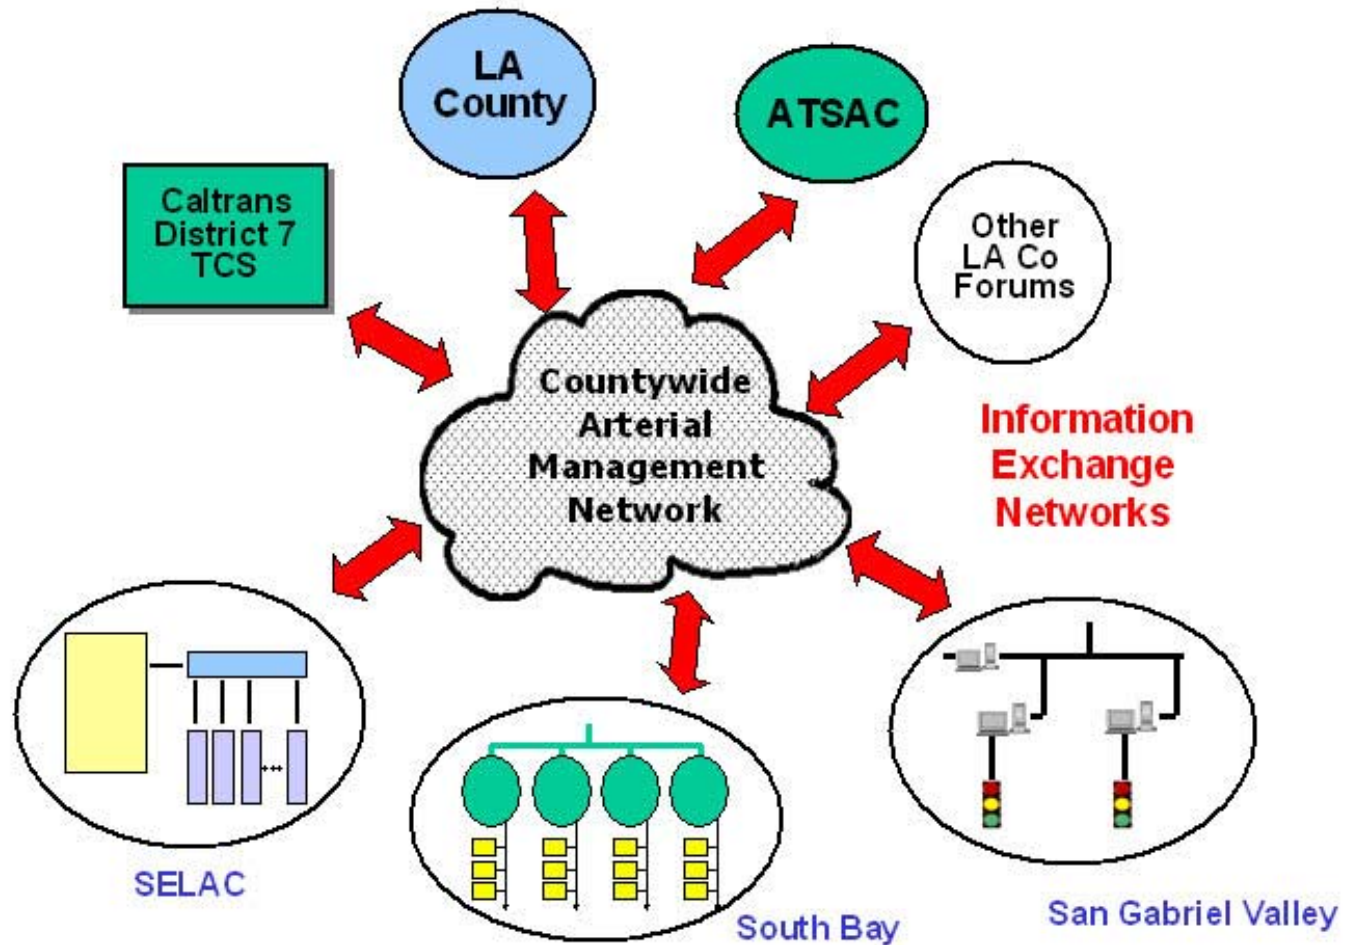 LA
County
ATSAC
Caltrans
District 7
TCS
Other
LA Co
Forums
Countywide
Arterial
Management
Network
Information
Exchange
Networks
SELAC
South Bay
San Gabriel Valley